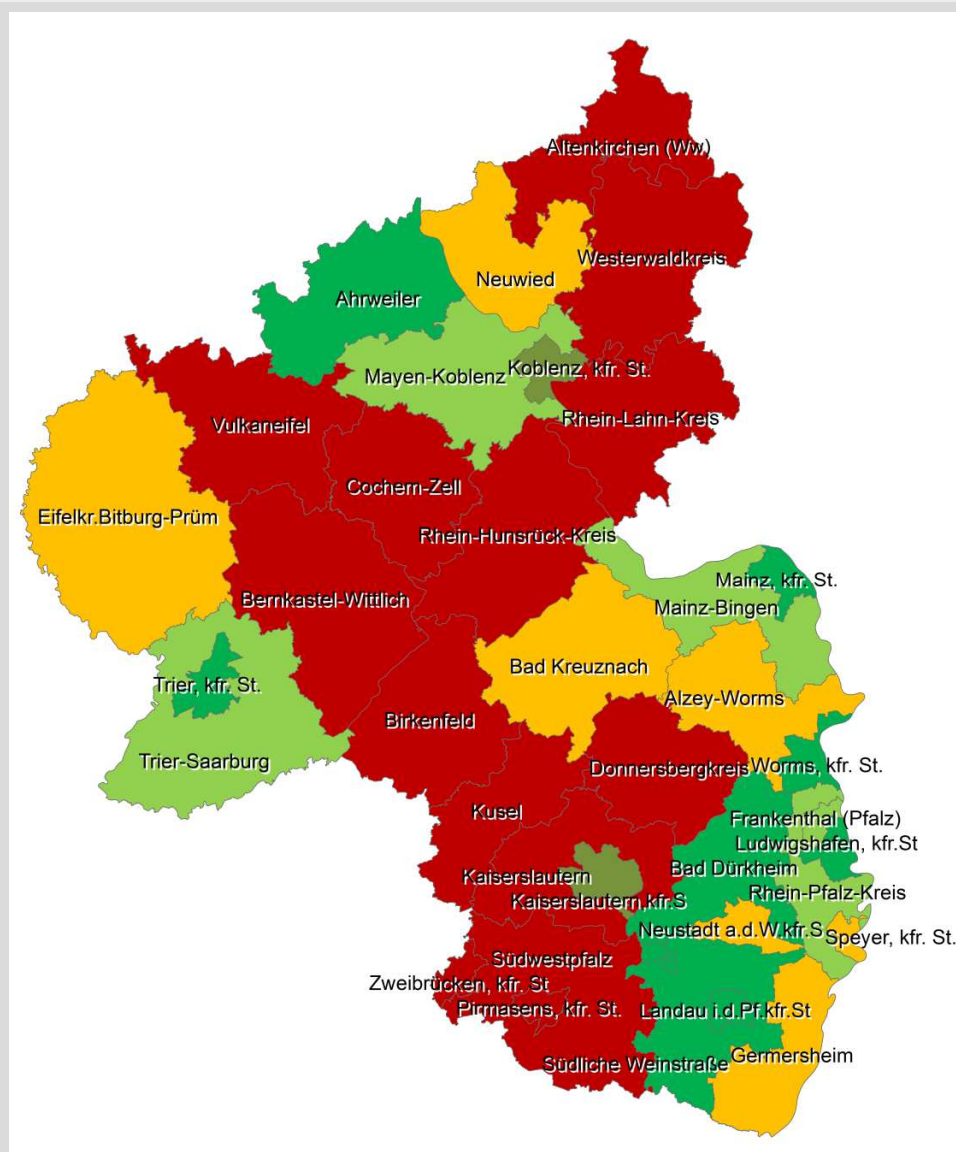 Altenkirchen (Ww.)
Westerwaldkreis
Neuwied
Ahrweiler
Koblenz, kfr. St.
Mayen-Koblenz
Rhein-Lahn-Kreis
Vulkaneifel
Cochem-Zell
Eifelkr.Bitburg-Prüm
Rhein-Hunsrück-Kreis
Mainz, kfr. St.
Bernkastel-Wittlich
Mainz-Bingen
Bad Kreuznach
Trier, kfr. St.
Alzey-Worms
Birkenfeld
Trier-Saarburg
Donnersbergkreis
Worms, kfr. St.
Kusel
Frankenthal (Pfalz)
Ludwigshafen, kfr.St
Bad Dürkheim
Kaiserslautern
Rhein-Pfalz-Kreis
Kaiserslautern,kfr.S
Neustadt a.d.W.kfr.S
Speyer, kfr. St.
Südwestpfalz
Zweibrücken, kfr. St
Pirmasens, kfr. St.
Landau i.d.Pf.kfr.St
Germersheim
Südliche Weinstraße